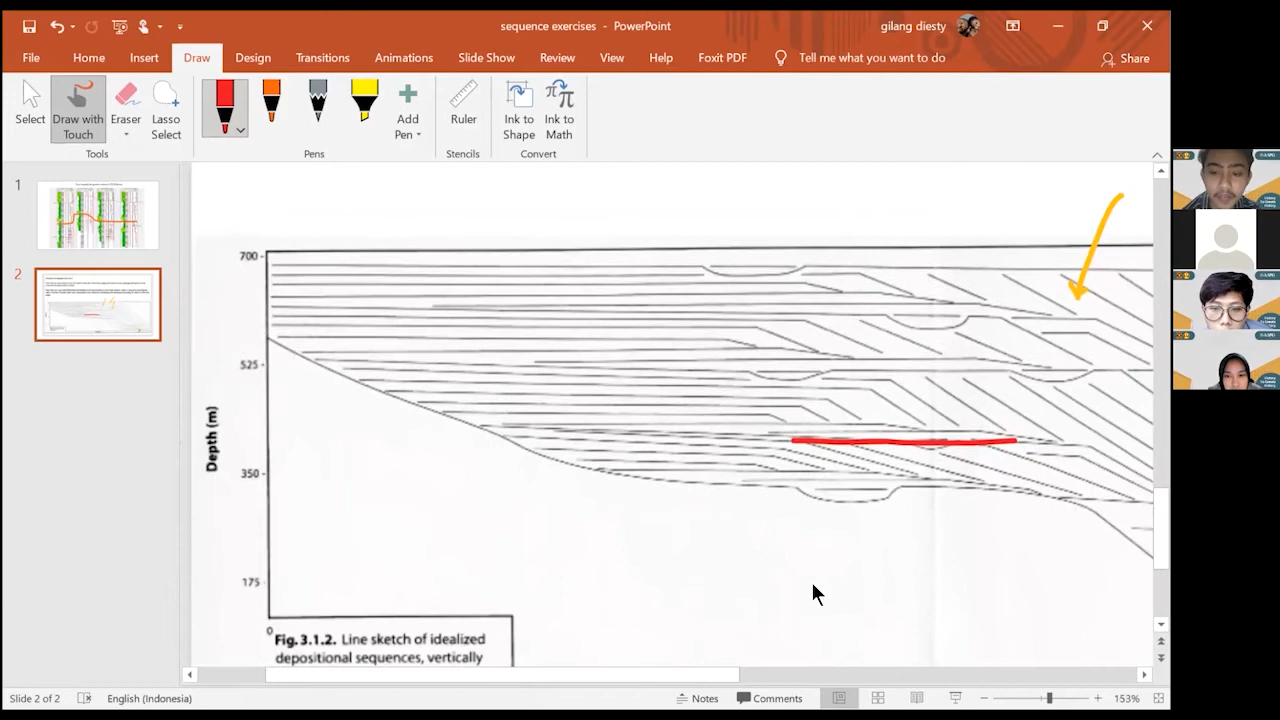 sequence exercises - PowerPoint
gilang diesty
File Home Insert Draw Design Transitions Animations Slide Show Review View Help Foxit PDF Tell me what you want to do Share
Select
Draw with Touch
Eraser
Lasso Select
Add Pen
Ruler
Ink to Shape
Ink to Math
Tools Pens Stencils Convert
1
2
700
525
350
175
0
Depth (m)
Fig.3.1.2. Line sketch of idealized
depositional sequences, vertically
Slide 2 of 2 English (Indonesia) Notes Comments 153%